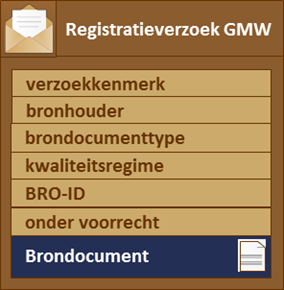 Registratieverzoek GMW
verzoekkenmerk
bronhouder
brondocumenttype
kwaliteitsregime
BRO-ID
onder voorrecht
Brondocument